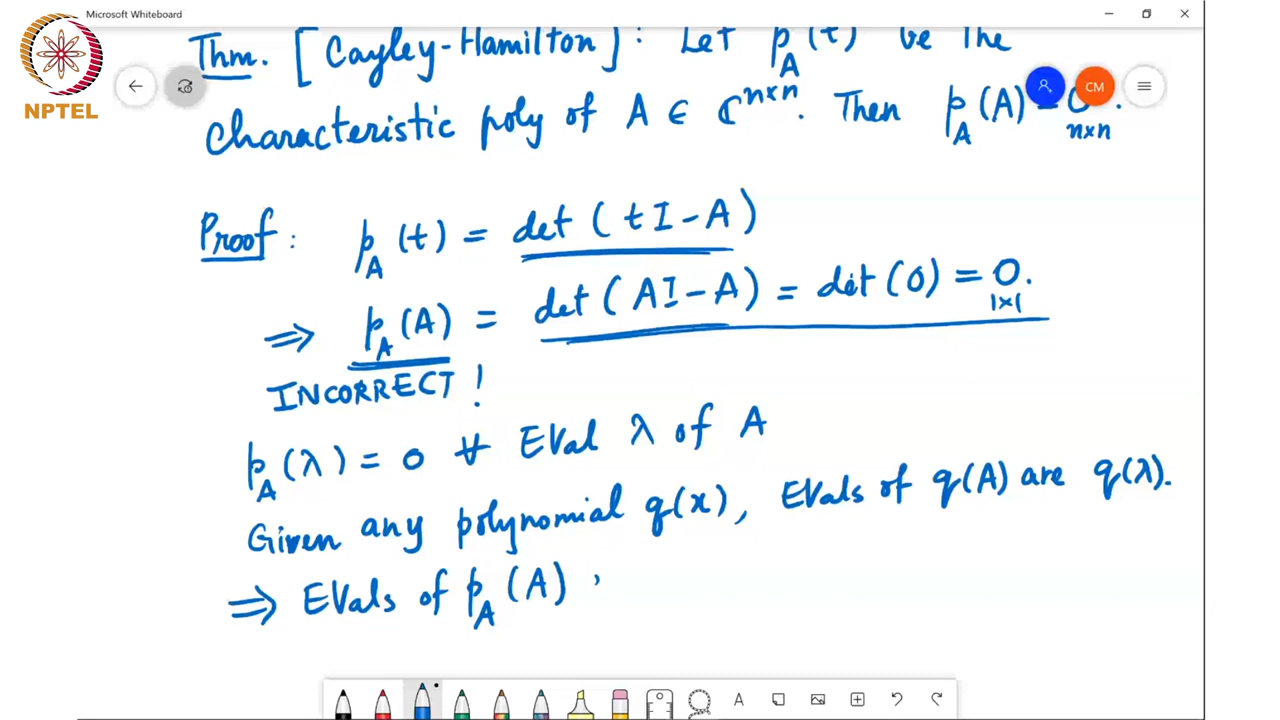 Microsoft Whiteboard
NPTEL
Thm. [Cayley-Hamilton] : Let p_A(t) be the
CM
characteristic poly of A ∈ ℂ^{n×n}. Then p_A(A) = 0_{n×n}.
Proof : p_A(t) = det(tI-A)
⇒ p_A(A) = det(AI-A) = det(0) = 0_{1×1}.
INCORRECT !
p_A(λ) = 0 ∀ EVal λ of A
Given any polynomial q(x), EVals of q(A) are q(λ).
⇒ EVals of p_A(A)
A